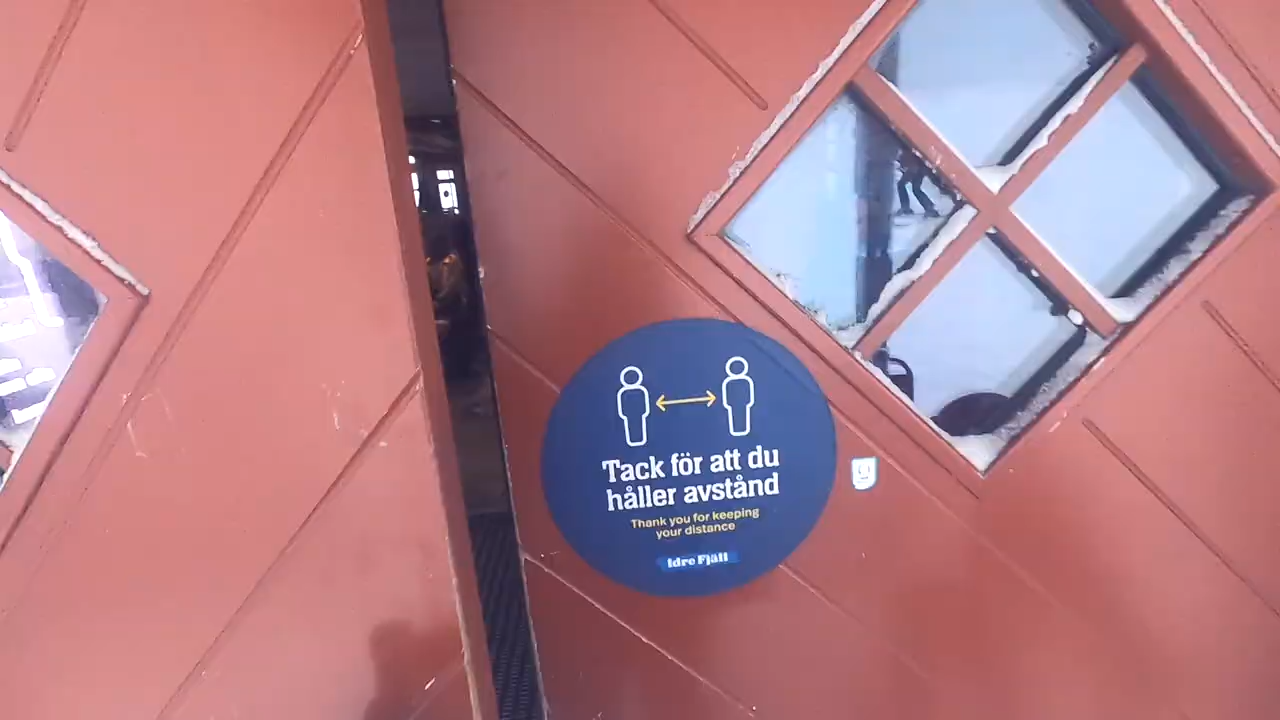 Tack för att du
håller avstånd
Thank you for keeping
your distance
Idre Fjäll